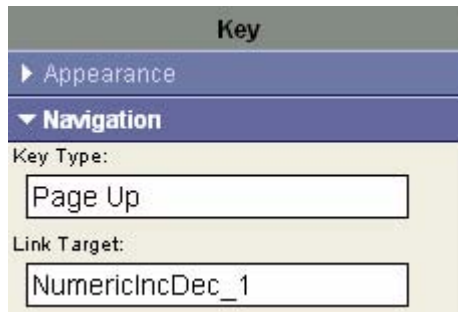 Key
Appearance
Navigation
Key Type:
Page Up
Link Target:
NumericIncDec_1